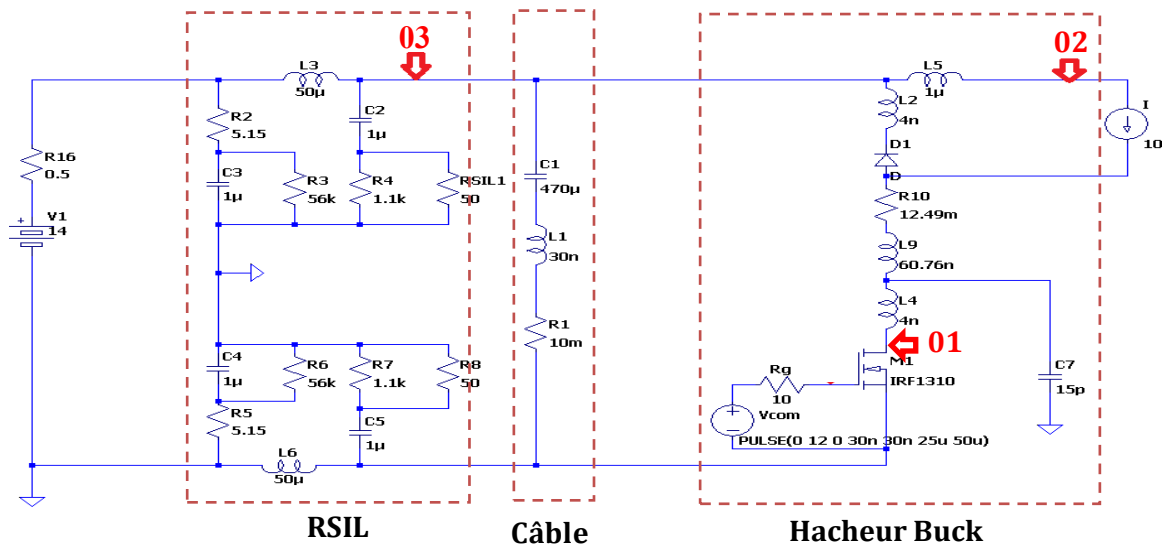 03
02
L3
50µ
L5
1µ
R16
0.5
V1
+
14
R2
5.15
C3
1µ
R3
56k
C2
1µ
R4
1.1k
RSIL1
50
C4
1µ
R6
56k
R7
1.1k
R8
50
R5
5.15
C5
1µ
L6
50µ
C1
470µ
L1
30n
R1
10m
L2
4n
D1
D
I
10
R10
12.49m
L9
60.76n
L4
4n
01
M1
IRF1310
Rg
10
Vcom
PULSE(0 12 0 30n 30n 25u 50u)
C7
15p
RSIL
Câble
Hacheur Buck